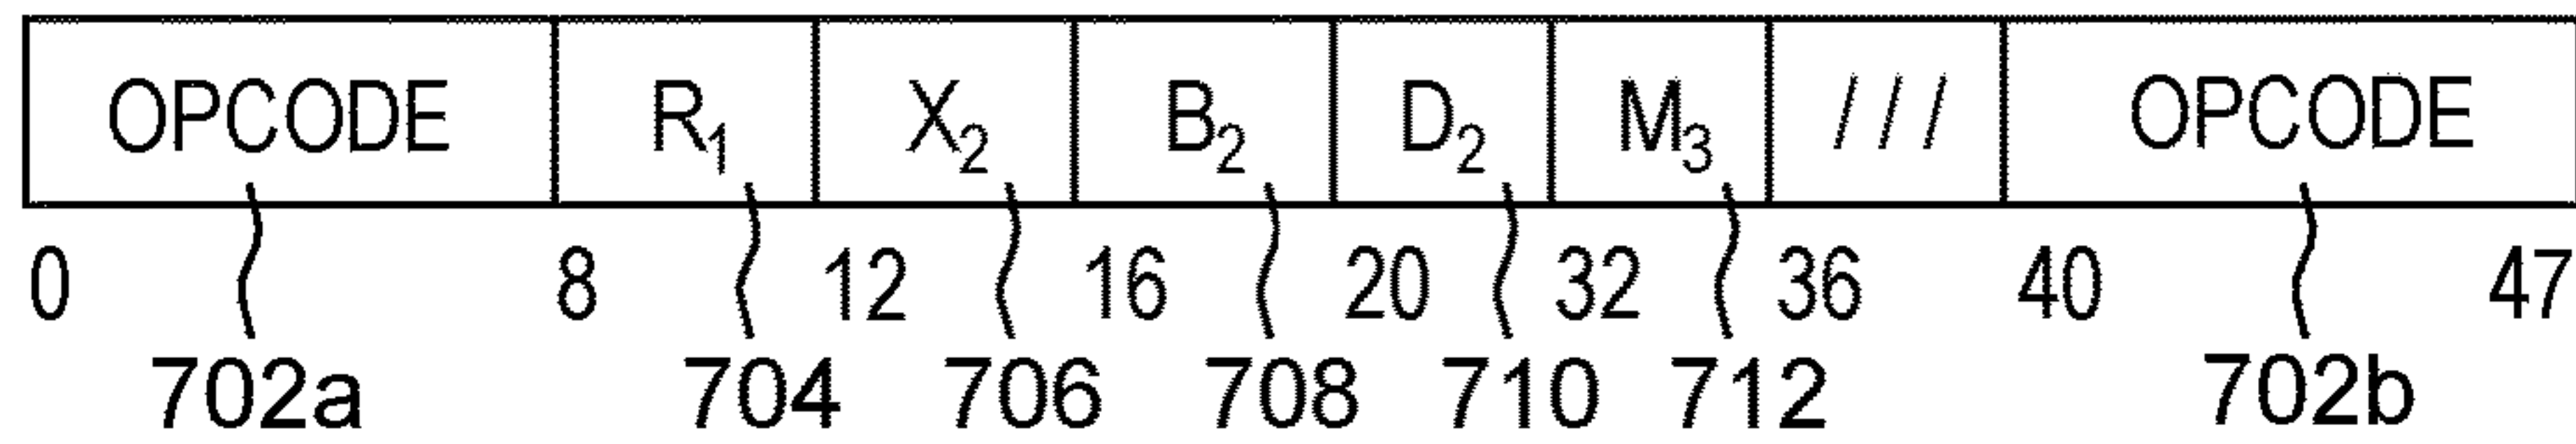 OPCODE R₁ X₂ B₂ D₂ M₃ /// OPCODE
0 8 12 16 20 32 36 40 47
702a 704 706 708 710 712 702b